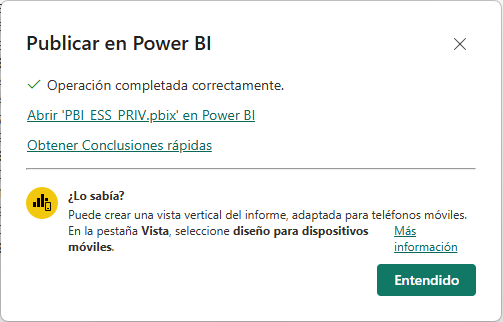 Publicar en Power BI
Operación completada correctamente.
Abrir 'PBI_ESS_PRIV.pbix' en Power BI
Obtener Conclusiones rápidas
¿Lo sabía?
Puede crear una vista vertical del informe, adaptada para teléfonos móviles.
En la pestaña Vista, seleccione diseño para dispositivos móviles.
Más información
Entendido